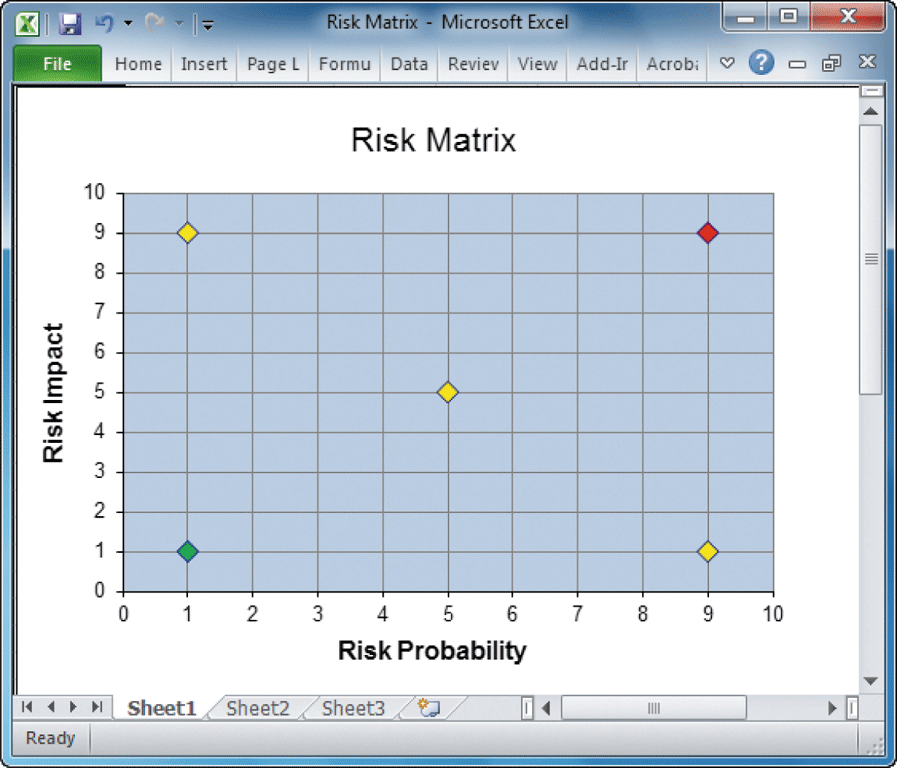 Risk Matrix - Microsoft Excel
File Home Insert Page L Formu Data Reviev View Add-Ir Acroba
Risk Matrix
10
9
8
7
6
5
4
3
2
1
0
Risk Impact
0 1 2 3 4 5 6 7 8 9 10
Risk Probability
Sheet1 Sheet2 Sheet3
Ready